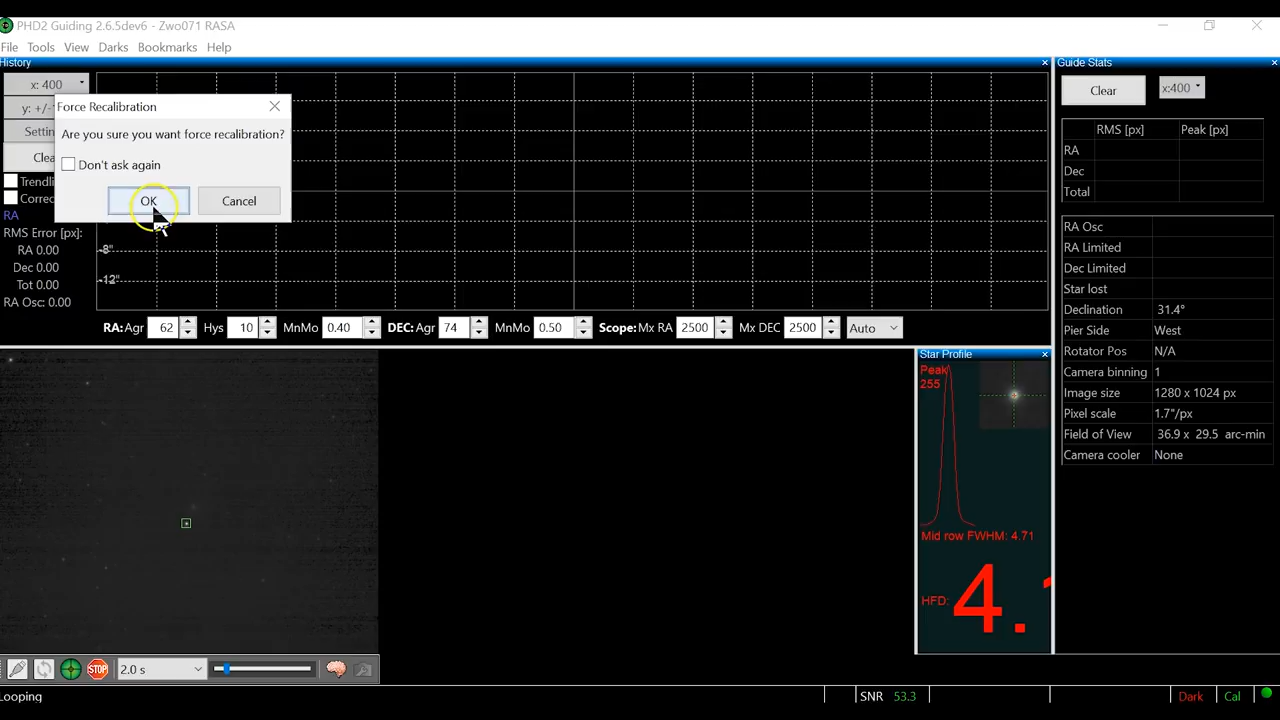 PHD2 Guiding 2.6.5dev6 - Zwo071 RASA
File Tools View Darks Bookmarks Help
History
x: 400
y: +/-
Settin
Clea
Trendli
Correc
RA
RMS Error [px]:
RA 0.00
Dec 0.00
Tot 0.00
RA Osc: 0.00
Force Recalibration
Are you sure you want force recalibration?
Don't ask again
OK Cancel
-8"
-12"
RA: Agr 62 Hys 10 MnMo 0.40 DEC: Agr 74 MnMo 0.50 Scope: Mx RA 2500 Mx DEC 2500 Auto
Guide Stats
Clear x:400
RMS [px] Peak [px]
RA
Dec
Total
RA Osc
RA Limited
Dec Limited
Star lost
Declination 31.4°
Pier Side West
Rotator Pos N/A
Camera binning 1
Image size 1280 x 1024 px
Pixel scale 1.7"/px
Field of View 36.9 x 29.5 arc-min
Camera cooler None
Star Profile
Peak
255
Mid row FWHM: 4.71
HFD: 4.
STOP 2.0 s
Looping SNR 53.3 Dark Cal